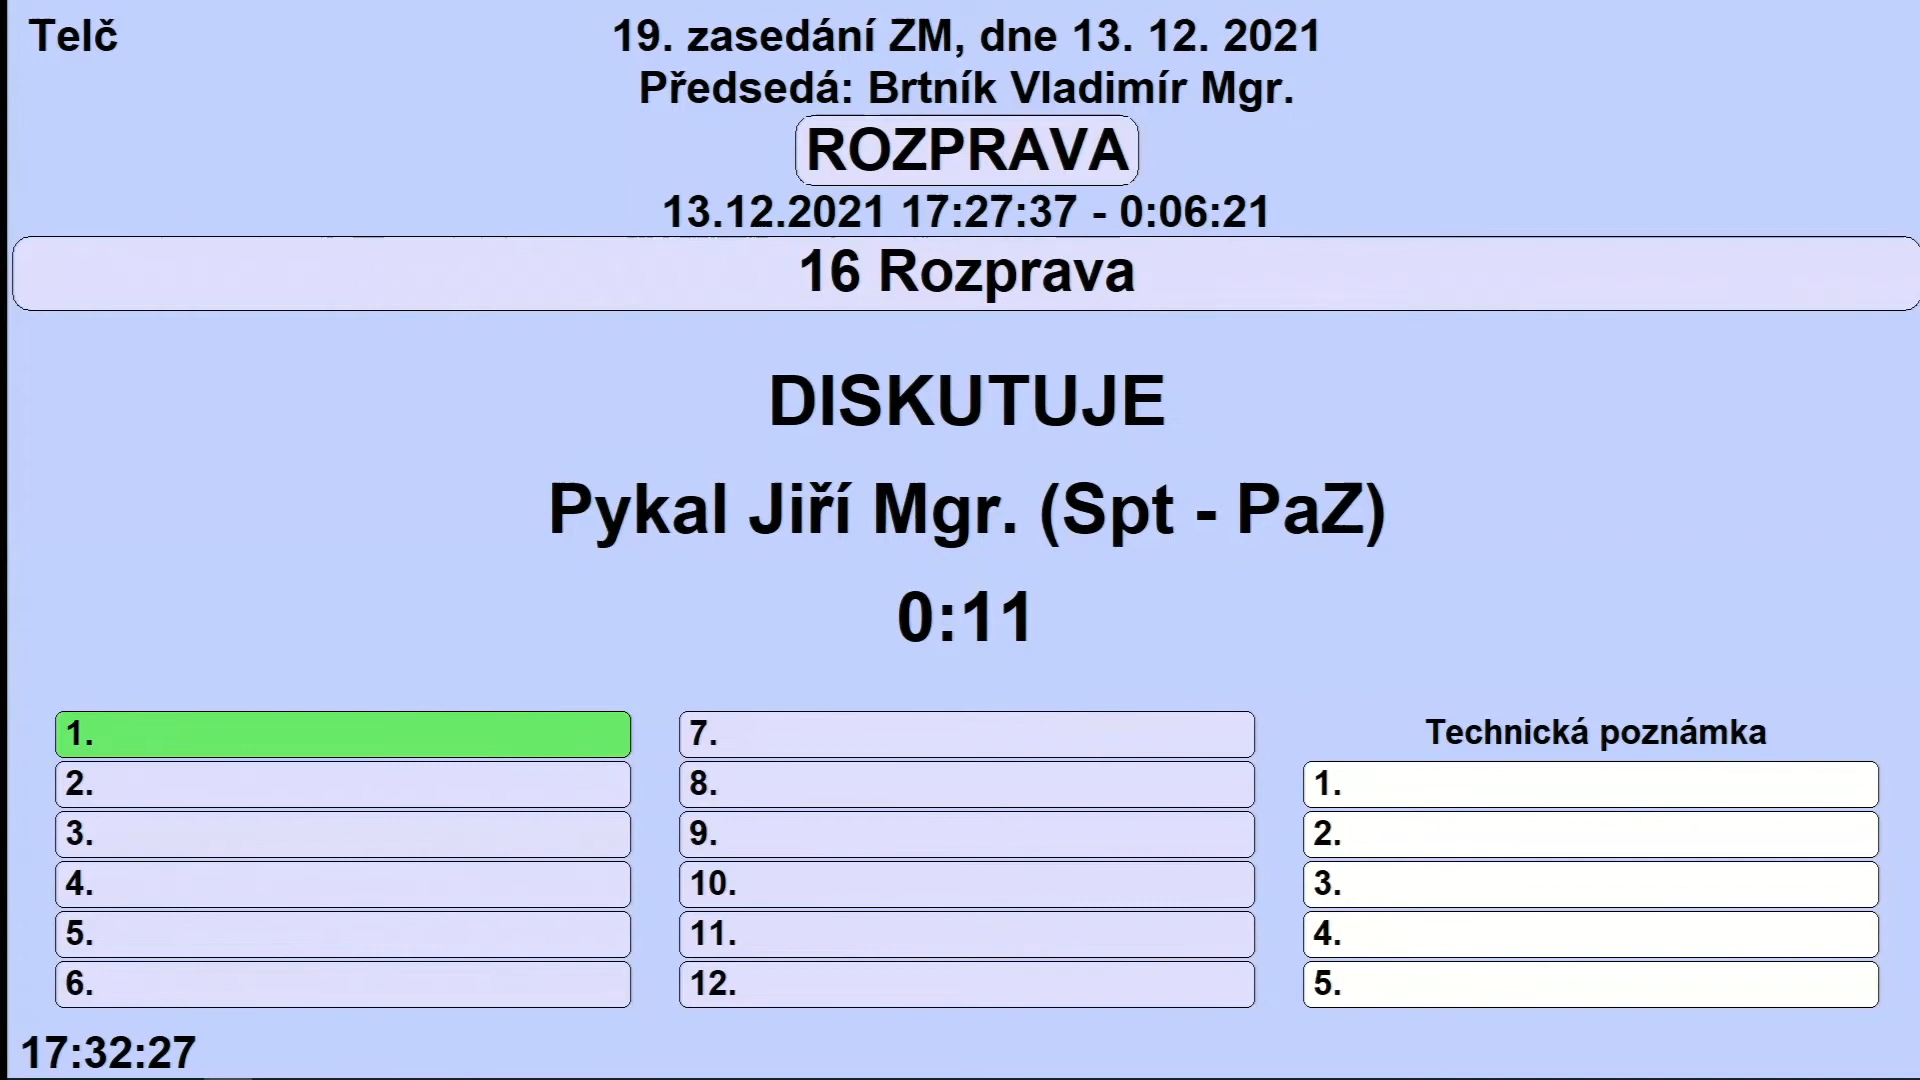 Telč
19. zasedání ZM, dne 13. 12. 2021
Předsedá: Brtník Vladimír Mgr.
ROZPRAVA
13.12.2021 17:27:37 - 0:06:21
16 Rozprava
DISKUTUJE
Pykal Jiří Mgr. (Spt - PaZ)
0:11
1.
2.
3.
4.
5.
6.
7.
8.
9.
10.
11.
12.
Technická poznámka
1.
2.
3.
4.
5.
17:32:27